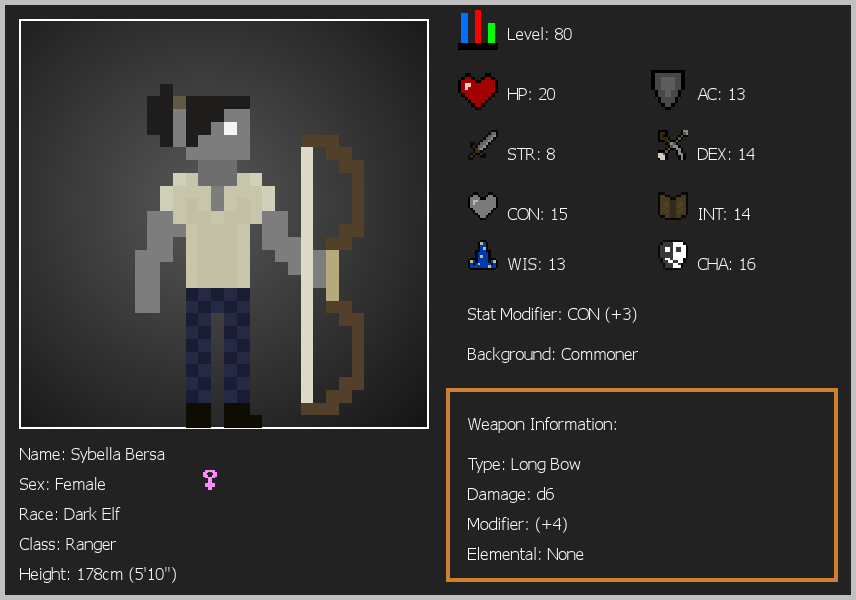 Level: 80
HP: 20
AC: 13
STR: 8
DEX: 14
CON: 15
INT: 14
WIS: 13
CHA: 16
Stat Modifier: CON (+3)
Background: Commoner
Weapon Information:
Type: Long Bow
Damage: d6
Modifier: (+4)
Elemental: None
Name: Sybella Bersa
Sex: Female
Race: Dark Elf
Class: Ranger
Height: 178cm (5'10")